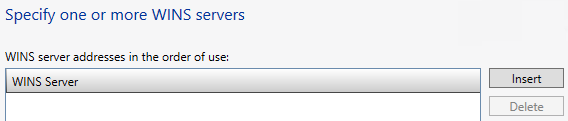 Specify one or more WINS servers
WINS server addresses in the order of use:
WINS Server
Insert
Delete